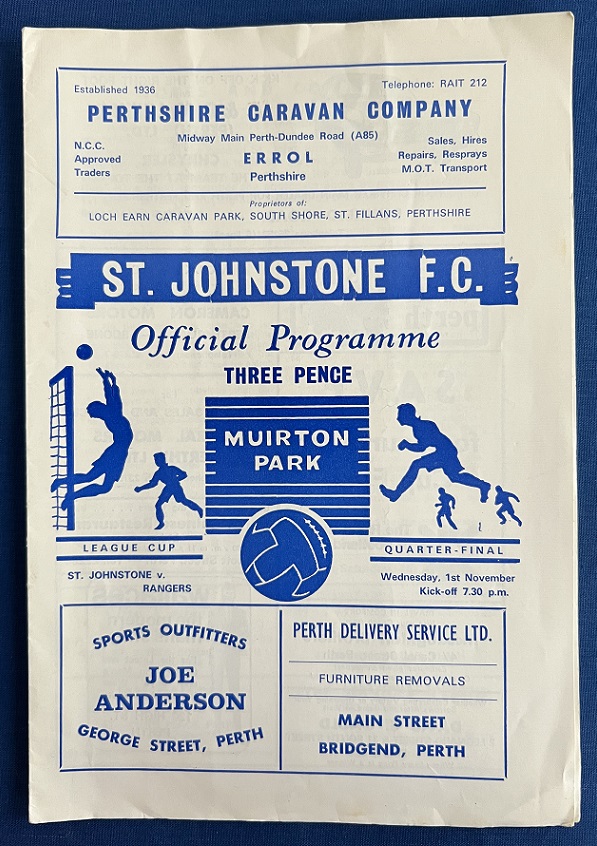 Established 1936
Telephone: RAIT 212
PERTHSHIRE CARAVAN COMPANY
Midway Main Perth-Dundee Road (A85)
N.C.C.
Approved
Traders
ERROL
Perthshire
Sales, Hires
Repairs, Resprays
M.O.T. Transport
Proprietors of:
LOCH EARN CARAVAN PARK, SOUTH SHORE, ST. FILLANS, PERTHSHIRE
ST. JOHNSTONE F.C.
Official Programme
THREE PENCE
MUIRTON
PARK
LEAGUE CUP
QUARTER-FINAL
ST. JOHNSTONE v.
RANGERS
Wednesday, 1st November
Kick-off 7.30 p.m.
SPORTS OUTFITTERS
JOE
ANDERSON
GEORGE STREET, PERTH
PERTH DELIVERY SERVICE LTD.
FURNITURE REMOVALS
MAIN STREET
BRIDGEND, PERTH